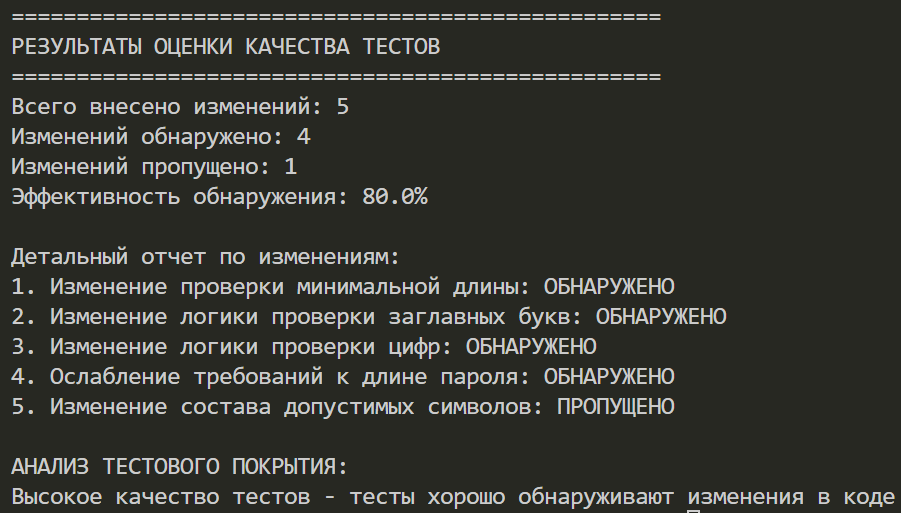 ==================================================
РЕЗУЛЬТАТЫ ОЦЕНКИ КАЧЕСТВА ТЕСТОВ
==================================================
Всего внесено изменений: 5
Изменений обнаружено: 4
Изменений пропущено: 1
Эффективность обнаружения: 80.0%
Детальный отчет по изменениям:
1. Изменение проверки минимальной длины: ОБНАРУЖЕНО
2. Изменение логики проверки заглавных букв: ОБНАРУЖЕНО
3. Изменение логики проверки цифр: ОБНАРУЖЕНО
4. Ослабление требований к длине пароля: ОБНАРУЖЕНО
5. Изменение состава допустимых символов: ПРОПУЩЕНО
АНАЛИЗ ТЕСТОВОГО ПОКРЫТИЯ:
Высокое качество тестов - тесты хорошо обнаруживают изменения в коде